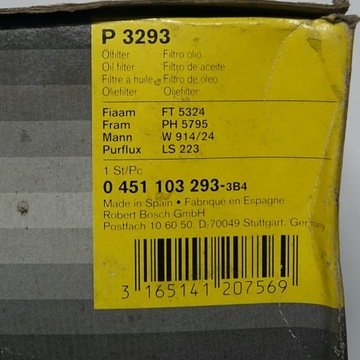 P 3293
Ölfilter Filtro olio
Oil filter Filtro de aceite
Filtre à huile Filtro de oleo
Oliefilter Oljefilter
Fiaam FT 5324
Fram PH 5795
Mann W 914/24
Purflux LS 223
1 St/Pc
0 451 103 293-3B4
Made in Spain • Fabrique en Espagne
Robert Bosch GmbH
Postfach 10 60 50. D 70049 Stuttgart. Germany
3 165141 207569